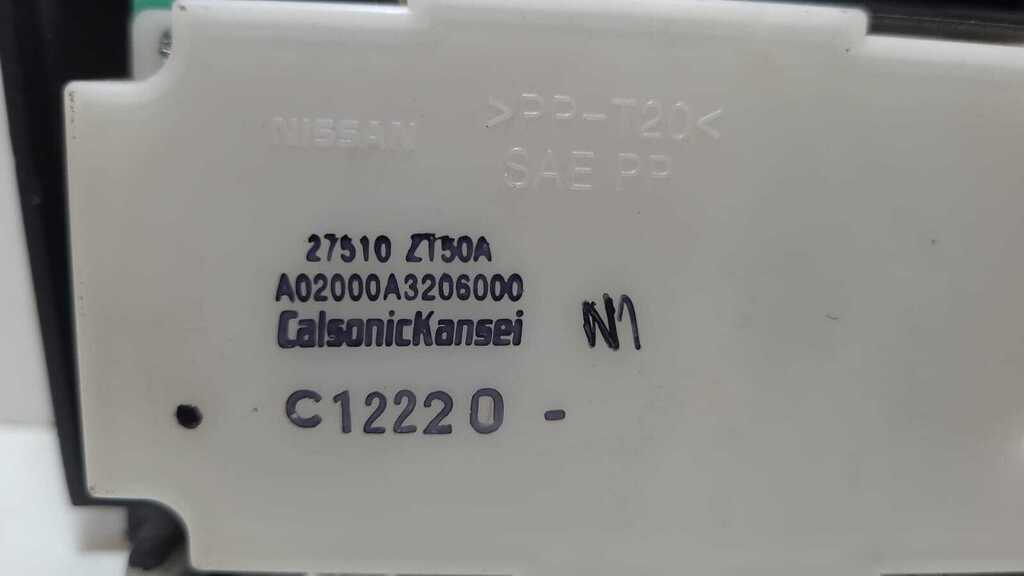 NISSAN
>PP-T20<
SAE PP
27510 ZT50A
A02000A3206000
CalsonicKansei
N1
C12220 -